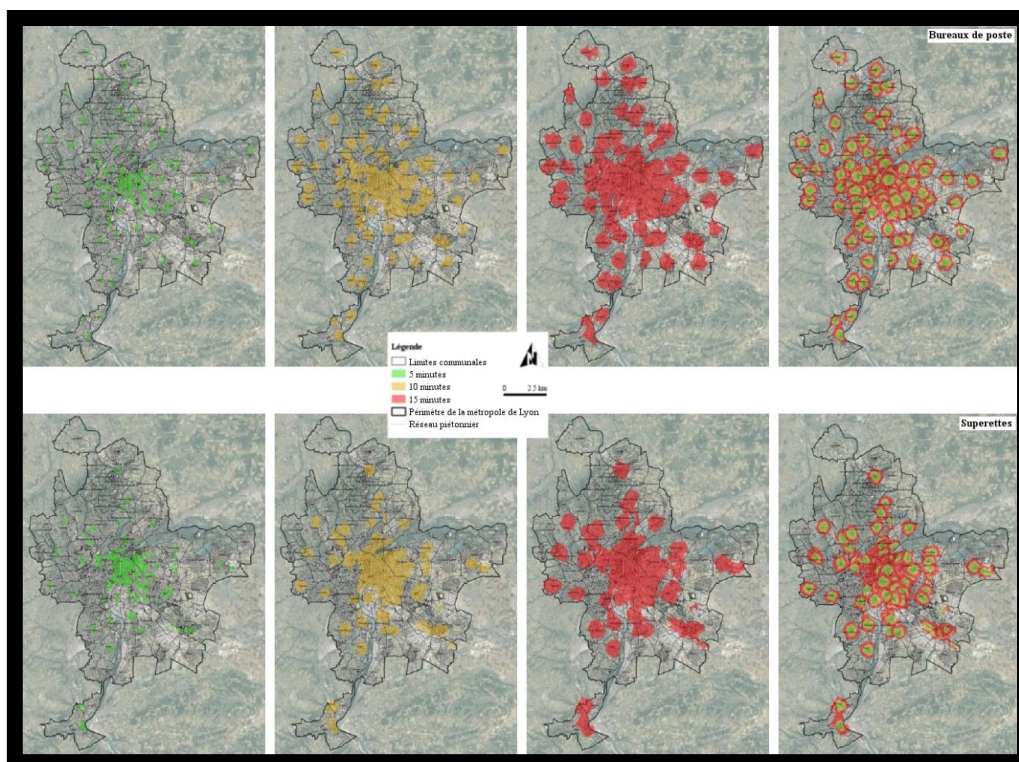 Bureaux de poste
Légende
Limites communales
5 minutes
10 minutes
15 minutes
Périmètre de la métropole de Lyon
Réseau piétonnier
N
0 2.5 km
Superettes